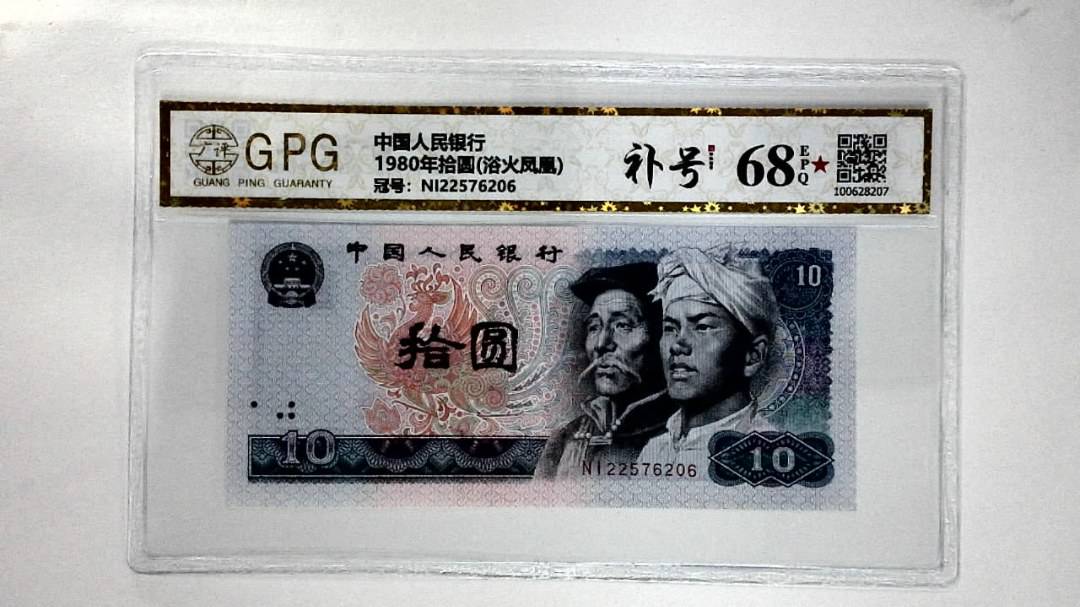 广评
GPG
GUANG PING GUARANTY
中国人民银行
1980年拾圆(浴火凤凰)
冠号：NI22576206
补号
68
EPQ
100628207
中国人民银行
10
拾圆
10
NI22576206
10